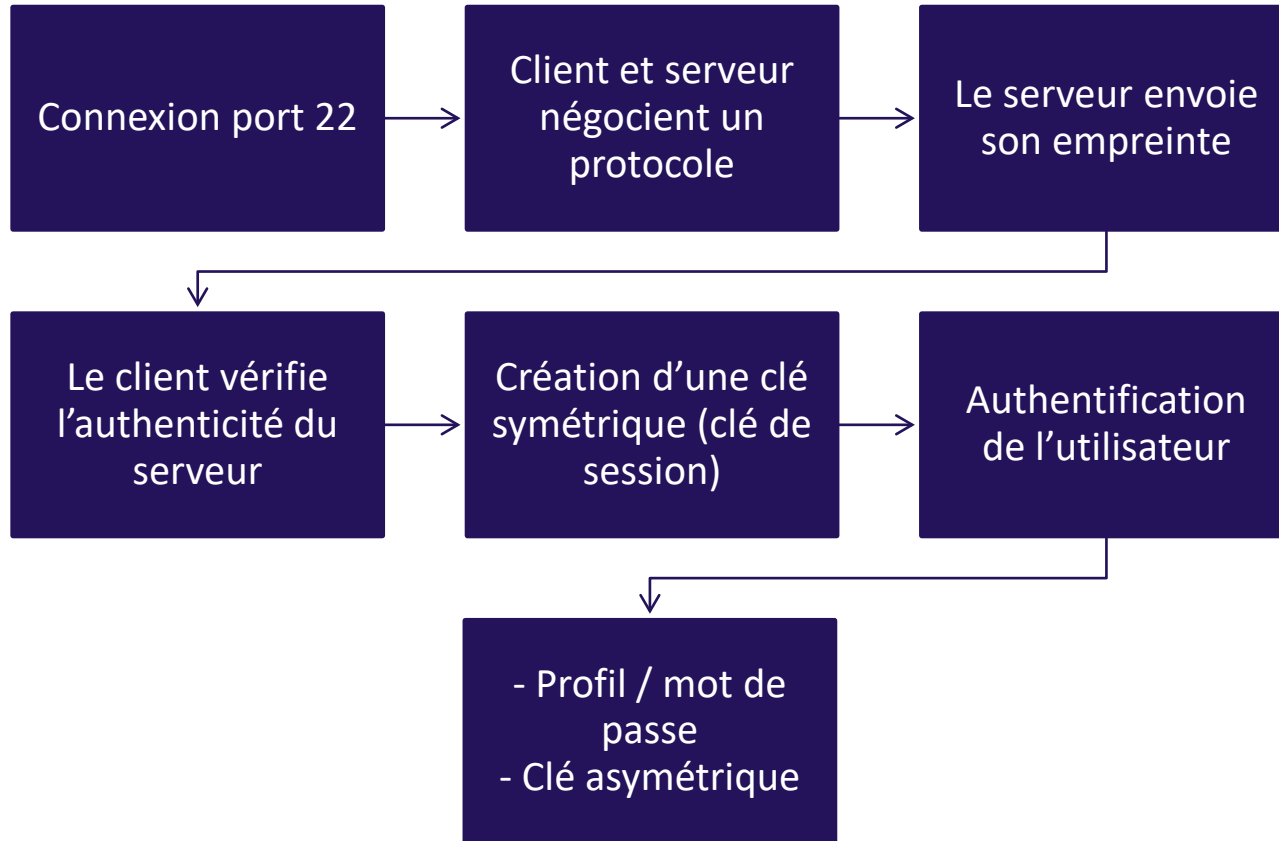 Connexion port 22
Client et serveur
négocient un
protocole
Le serveur envoie
son empreinte
Le client vérifie
l’authenticité du
serveur
Création d’une clé
symétrique (clé de
session)
Authentification
de l’utilisateur
- Profil / mot de
passe
- Clé asymétrique